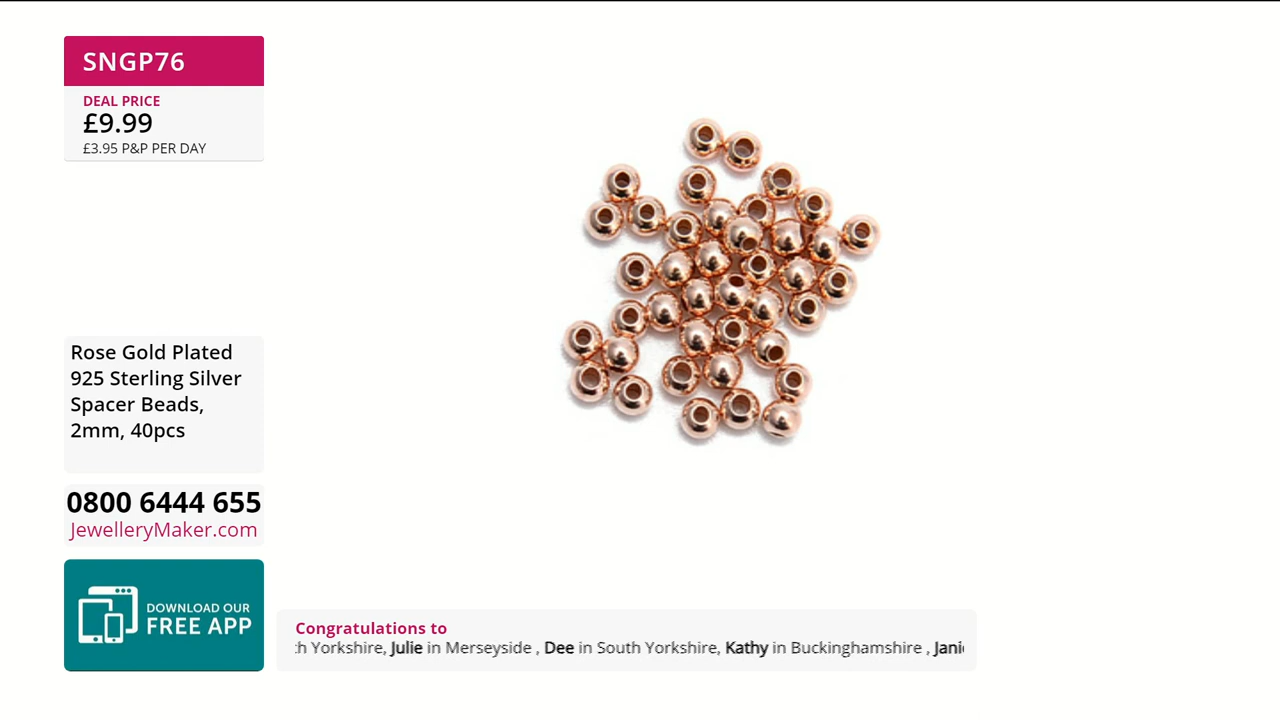 SNGP76
DEAL PRICE
£9.99
£3.95 P&P PER DAY
Rose Gold Plated
925 Sterling Silver
Spacer Beads,
2mm, 40pcs
0800 6444 655
JewelleryMaker.com
DOWNLOAD OUR
FREE APP
Congratulations to
Yorkshire, Julie in Merseyside , Dee in South Yorkshire, Kathy in Buckinghamshire ,